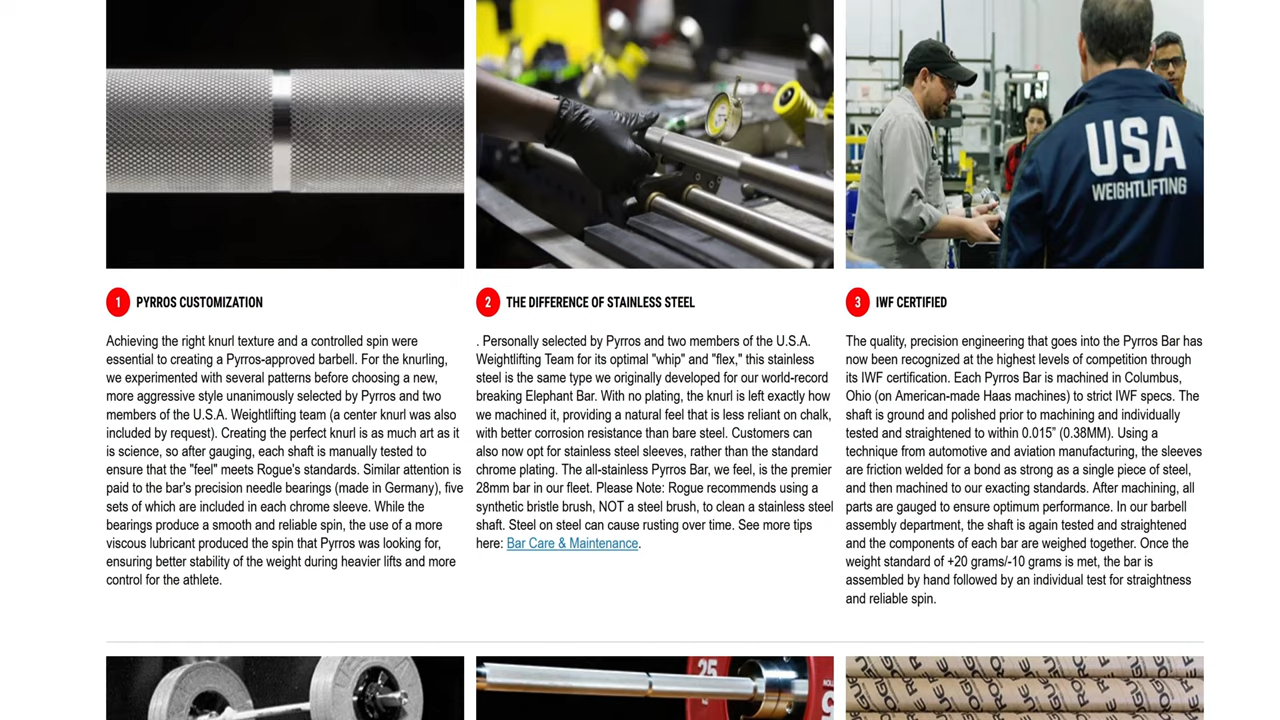 USA
WEIGHTLIFTING
1 PYRROS CUSTOMIZATION
Achieving the right knurl texture and a controlled spin were
essential to creating a Pyrros-approved barbell. For the knurling,
we experimented with several patterns before choosing a new,
more aggressive style unanimously selected by Pyrros and two
members of the U.S.A. Weightlifting team (a center knurl was also
included by request). Creating the perfect knurl is as much art as it
is science, so after gauging, each shaft is manually tested to
ensure that the "feel" meets Rogue's standards. Similar attention is
paid to the bar's precision needle bearings (made in Germany), five
sets of which are included in each chrome sleeve. While the
bearings produce a smooth and reliable spin, the use of a more
viscous lubricant produced the spin that Pyrros was looking for,
ensuring better stability of the weight during heavier lifts and more
control for the athlete.
2 THE DIFFERENCE OF STAINLESS STEEL
. Personally selected by Pyrros and two members of the U.S.A.
Weightlifting Team for its optimal "whip" and "flex," this stainless
steel is the same type we originally developed for our world-record
breaking Elephant Bar. With no plating, the knurl is left exactly how
we machined it, providing a natural feel that is less reliant on chalk,
with better corrosion resistance than bare steel. Customers can
also now opt for stainless steel sleeves, rather than the standard
chrome plating. The all-stainless Pyrros Bar, we feel, is the premier
28mm bar in our fleet. Please Note: Rogue recommends using a
synthetic bristle brush, NOT a steel brush, to clean a stainless steel
shaft. Steel on steel can cause rusting over time. See more tips
here: Bar Care & Maintenance.
3 IWF CERTIFIED
The quality, precision engineering that goes into the Pyrros Bar has
now been recognized at the highest levels of competition through
its IWF certification. Each Pyrros Bar is machined in Columbus,
Ohio (on American-made Haas machines) to strict IWF specs. The
shaft is ground and polished prior to machining and individually
tested and straightened to within 0.015” (0.38MM). Using a
technique from automotive and aviation manufacturing, the sleeves
are friction welded for a bond as strong as a single piece of steel,
and then machined to our exacting standards. After machining, all
parts are gauged to ensure optimum performance. In our barbell
assembly department, the shaft is again tested and straightened
and the components of each bar are weighed together. Once the
weight standard of +20 grams/-10 grams is met, the bar is
assembled by hand followed by an individual test for straightness
and reliable spin.
25
ROGUE